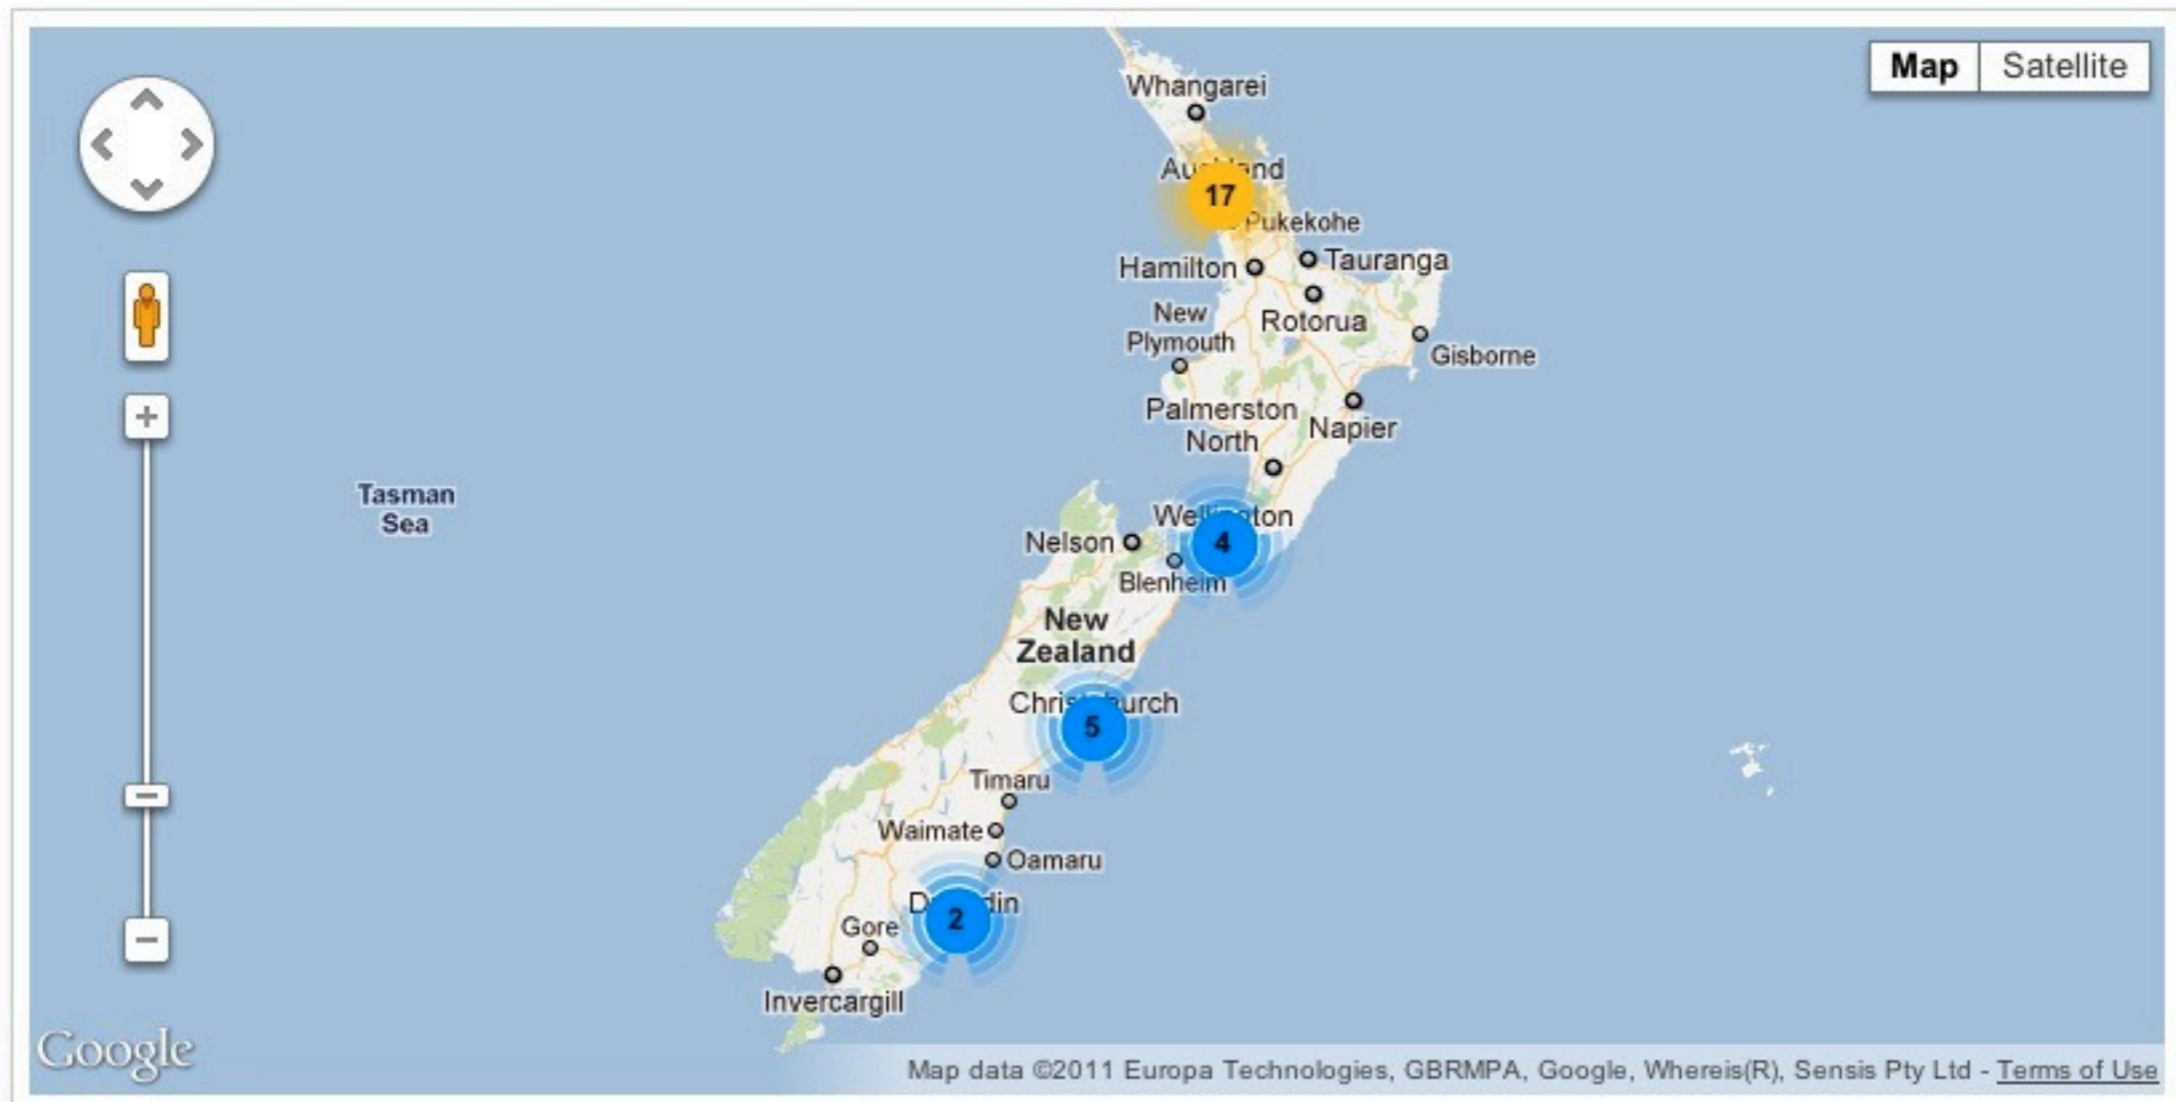 Map
Satellite
Whangarei
17
Pukekohe
Hamilton
Tauranga
New
Plymouth
Rotorua
Gisborne
Palmerston
North
Napier
Tasman
Sea
Wellington
4
Nelson
Blenheim
New
Zealand
5
Timaru
Waimate
Oamaru
2
Gore
Invercargill
Google
Map data ©2011 Europa Technologies, GBRMPA, Google, Whereis(R), Sensis Pty Ltd - Terms of Use